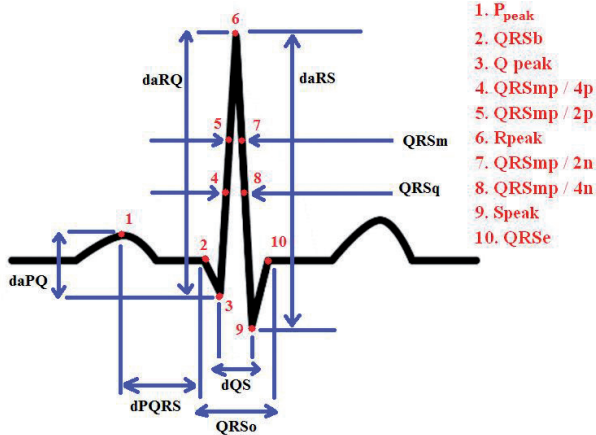 6
daRQ
daRS
5
7
QRSm
4
8
QRSq
1
2
10
daPQ
3
9
dQS
dPQRS
QRSo
1. Ppeak
2. QRSb
3. Q peak
4. QRSmp / 4p
5. QRSmp / 2p
6. Rpeak
7. QRSmp / 2n
8. QRSmp / 4n
9. Speak
10. QRSe